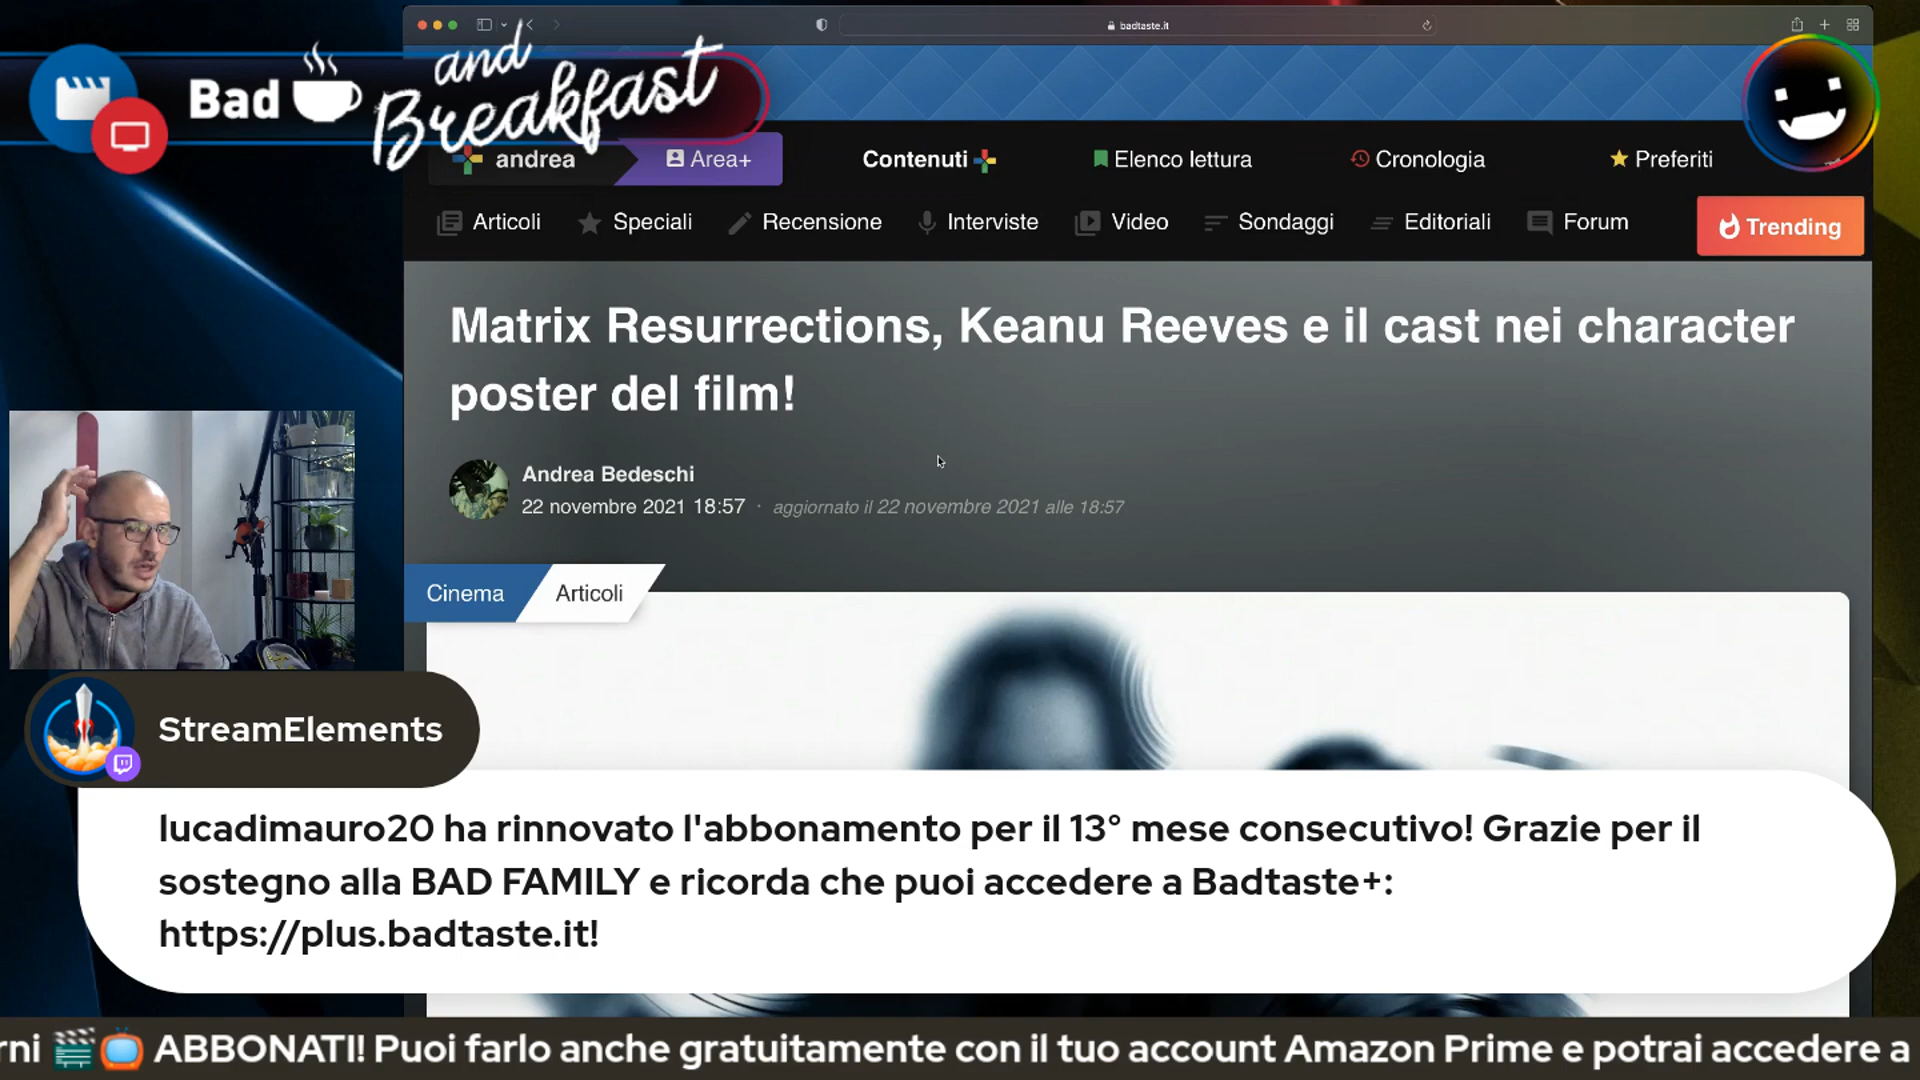 badtaste.it
Bad and Breakfast
andrea
Area+
Contenuti
Elenco lettura
Cronologia
Preferiti
Articoli
Speciali
Recensione
Interviste
Video
Sondaggi
Editoriali
Forum
Trending
Matrix Resurrections, Keanu Reeves e il cast nei character
poster del film!
Andrea Bedeschi
22 novembre 2021 18:57 · aggiornato il 22 novembre 2021 alle 18:57
Cinema
Articoli
StreamElements
lucadimauro20 ha rinnovato l'abbonamento per il 13° mese consecutivo! Grazie per il
sostegno alla BAD FAMILY e ricorda che puoi accedere a Badtaste+:
https://plus.badtaste.it!
rni 🎬📺 ABBONATI! Puoi farlo anche gratuitamente con il tuo account Amazon Prime e potrai accedere a